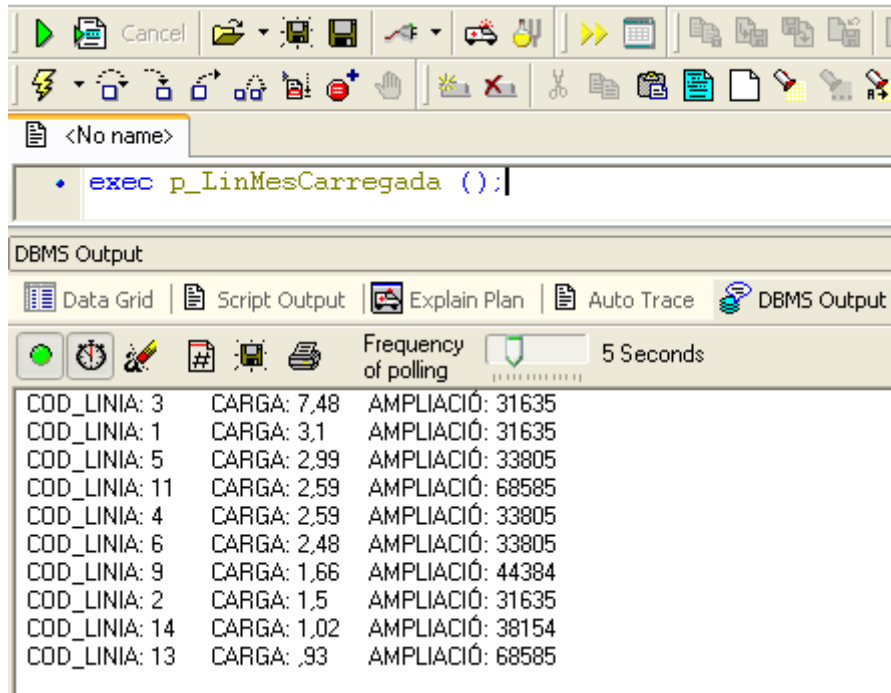 Cancel
<No name>
exec p_LinMesCarregada ();
DBMS Output
Data Grid Script Output Explain Plan Auto Trace DBMS Output
Frequency of polling 5 Seconds
COD_LINIA: 3 CARGA: 7,48 AMPLIACIÓ: 31635
COD_LINIA: 1 CARGA: 3,1 AMPLIACIÓ: 31635
COD_LINIA: 5 CARGA: 2,99 AMPLIACIÓ: 33805
COD_LINIA: 11 CARGA: 2,59 AMPLIACIÓ: 68585
COD_LINIA: 4 CARGA: 2,59 AMPLIACIÓ: 33805
COD_LINIA: 6 CARGA: 2,48 AMPLIACIÓ: 33805
COD_LINIA: 9 CARGA: 1,66 AMPLIACIÓ: 44384
COD_LINIA: 2 CARGA: 1,5 AMPLIACIÓ: 31635
COD_LINIA: 14 CARGA: 1,02 AMPLIACIÓ: 38154
COD_LINIA: 13 CARGA: ,93 AMPLIACIÓ: 68585